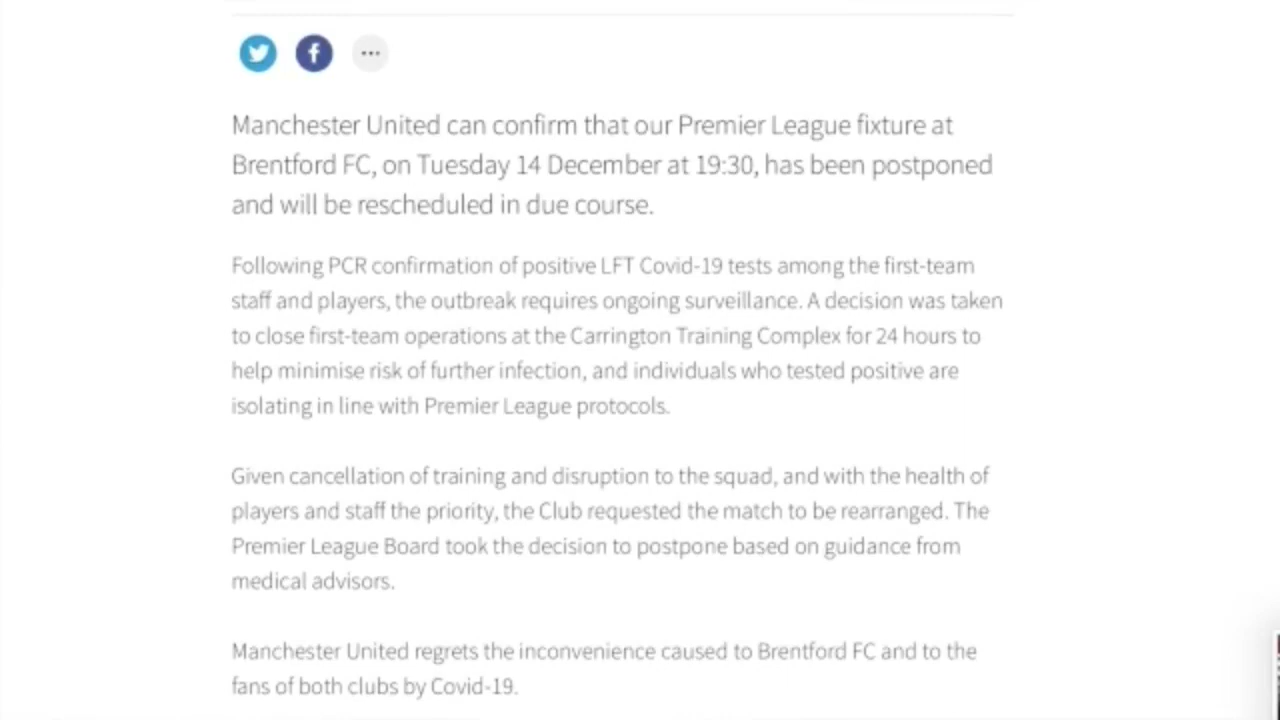 Manchester United can confirm that our Premier League fixture at
Brentford FC, on Tuesday 14 December at 19:30, has been postponed
and will be rescheduled in due course.
Following PCR confirmation of positive LFT Covid-19 tests among the first-team
staff and players, the outbreak requires ongoing surveillance. A decision was taken
to close first-team operations at the Carrington Training Complex for 24 hours to
help minimise risk of further infection, and individuals who tested positive are
isolating in line with Premier League protocols.
Given cancellation of training and disruption to the squad, and with the health of
players and staff the priority, the Club requested the match to be rearranged. The
Premier League Board took the decision to postpone based on guidance from
medical advisors.
Manchester United regrets the inconvenience caused to Brentford FC and to the
fans of both clubs by Covid-19.